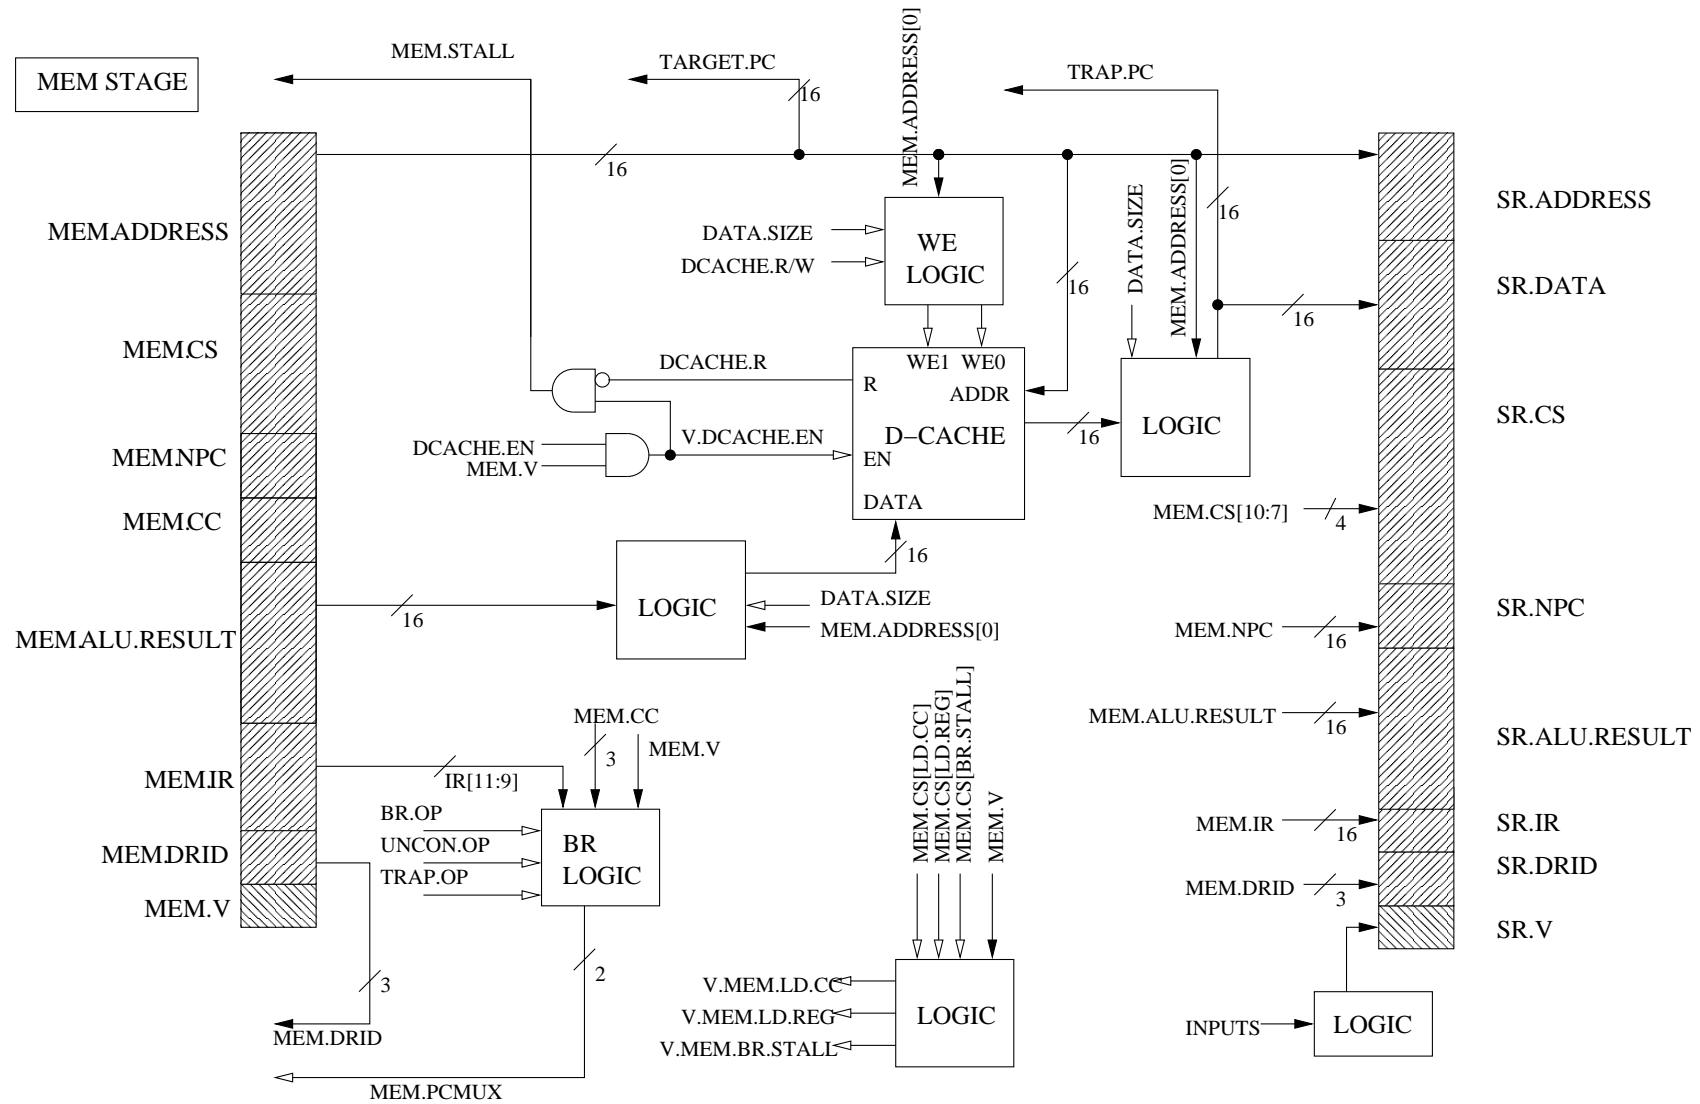 MEM STAGE
MEM.STALL
TARGET.PC
16
MEM.ADDRESS[0]
TRAP.PC
16
16
DATA.SIZE
MEM.ADDRESS[0]
16
MEM.ADDRESS
MEM.CS
MEM.NPC
MEM.CC
MEM.ALU.RESULT
MEM.IR
MEM.DRID
MEM.V
DATA.SIZE
DCACHE.R/W
WE
LOGIC
16
DCACHE.R
WE1 WE0
R
ADDR
D-CACHE
EN
DATA
V.DCACHE.EN
DCACHE.EN
MEM.V
16
LOGIC
16
16
LOGIC
16
DATA.SIZE
MEM.ADDRESS[0]
MEM.CC
3
MEM.V
IR[11:9]
BR.OP
UNCON.OP
TRAP.OP
BR
LOGIC
3
MEM.DRID
2
MEM.PCMUX
MEM.CS[LD.CC]
MEM.CS[LD.REG]
MEM.CS[BR.STALL]
MEM.V
V.MEM.LD.CC
V.MEM.LD.REG
V.MEM.BR.STALL
LOGIC
MEM.CS[10:7]
4
MEM.NPC
16
MEM.ALU.RESULT
16
MEM.IR
16
MEM.DRID
3
INPUTS
LOGIC
SR.ADDRESS
SR.DATA
SR.CS
SR.NPC
SR.ALU.RESULT
SR.IR
SR.DRID
SR.V